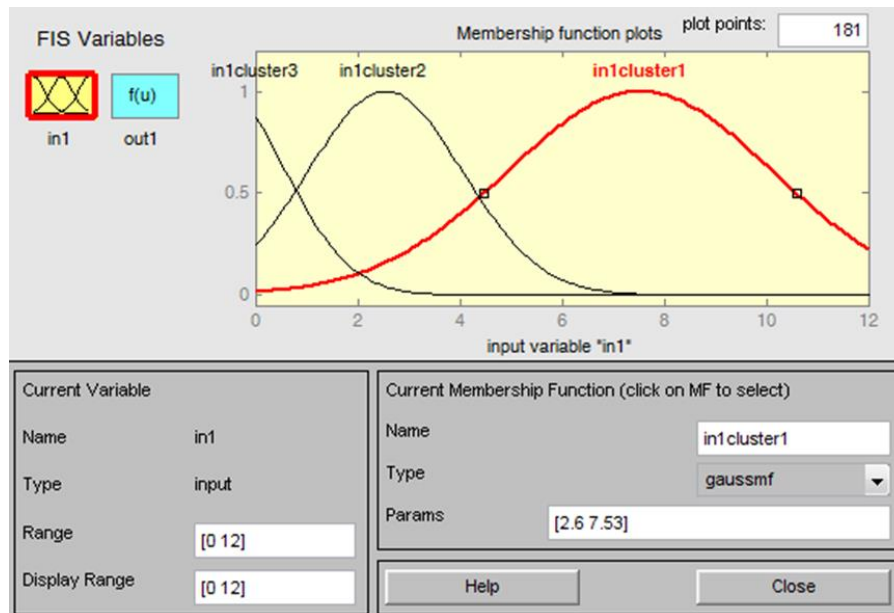 FIS Variables
Membership function plots plot points: 181
f(u)
in1 out1
in1cluster3 in1cluster2 in1cluster1
1
0.5
0
0 2 4 6 8 10 12
input variable "in1"
Current Variable
Name in1
Type input
Range [0 12]
Display Range [0 12]
Current Membership Function (click on MF to select)
Name in1cluster1
Type gaussmf
Params [2.6 7.53]
Help Close